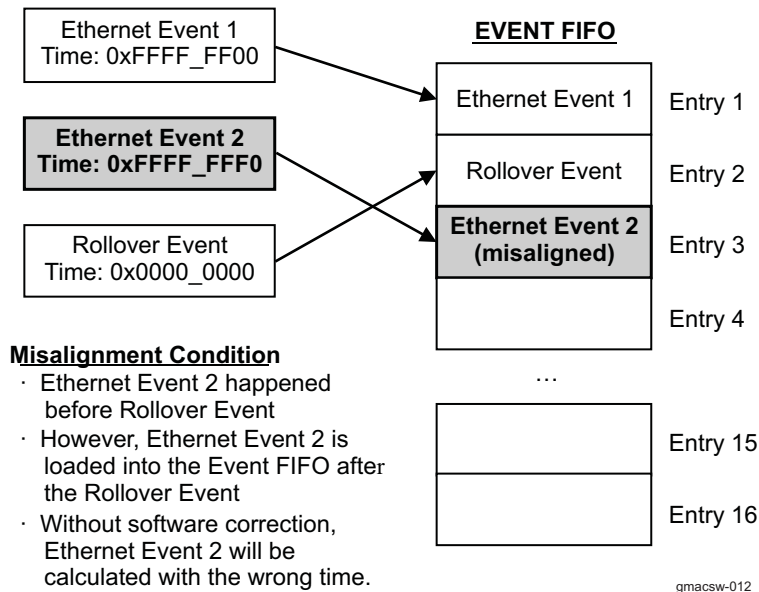 Ethernet Event 1
Time: 0xFFFF_FF00
Ethernet Event 2
Time: 0xFFFF_FFF0
Rollover Event
Time: 0x0000_0000
EVENT FIFO
Ethernet Event 1
Entry 1
Rollover Event
Entry 2
Ethernet Event 2
(misaligned)
Entry 3
Entry 4
…
Entry 15
Entry 16
Misalignment Condition
· Ethernet Event 2 happened
before Rollover Event
· However, Ethernet Event 2 is
loaded into the Event FIFO after
the Rollover Event
· Without software correction,
Ethernet Event 2 will be
calculated with the wrong time.
gmacsw-012